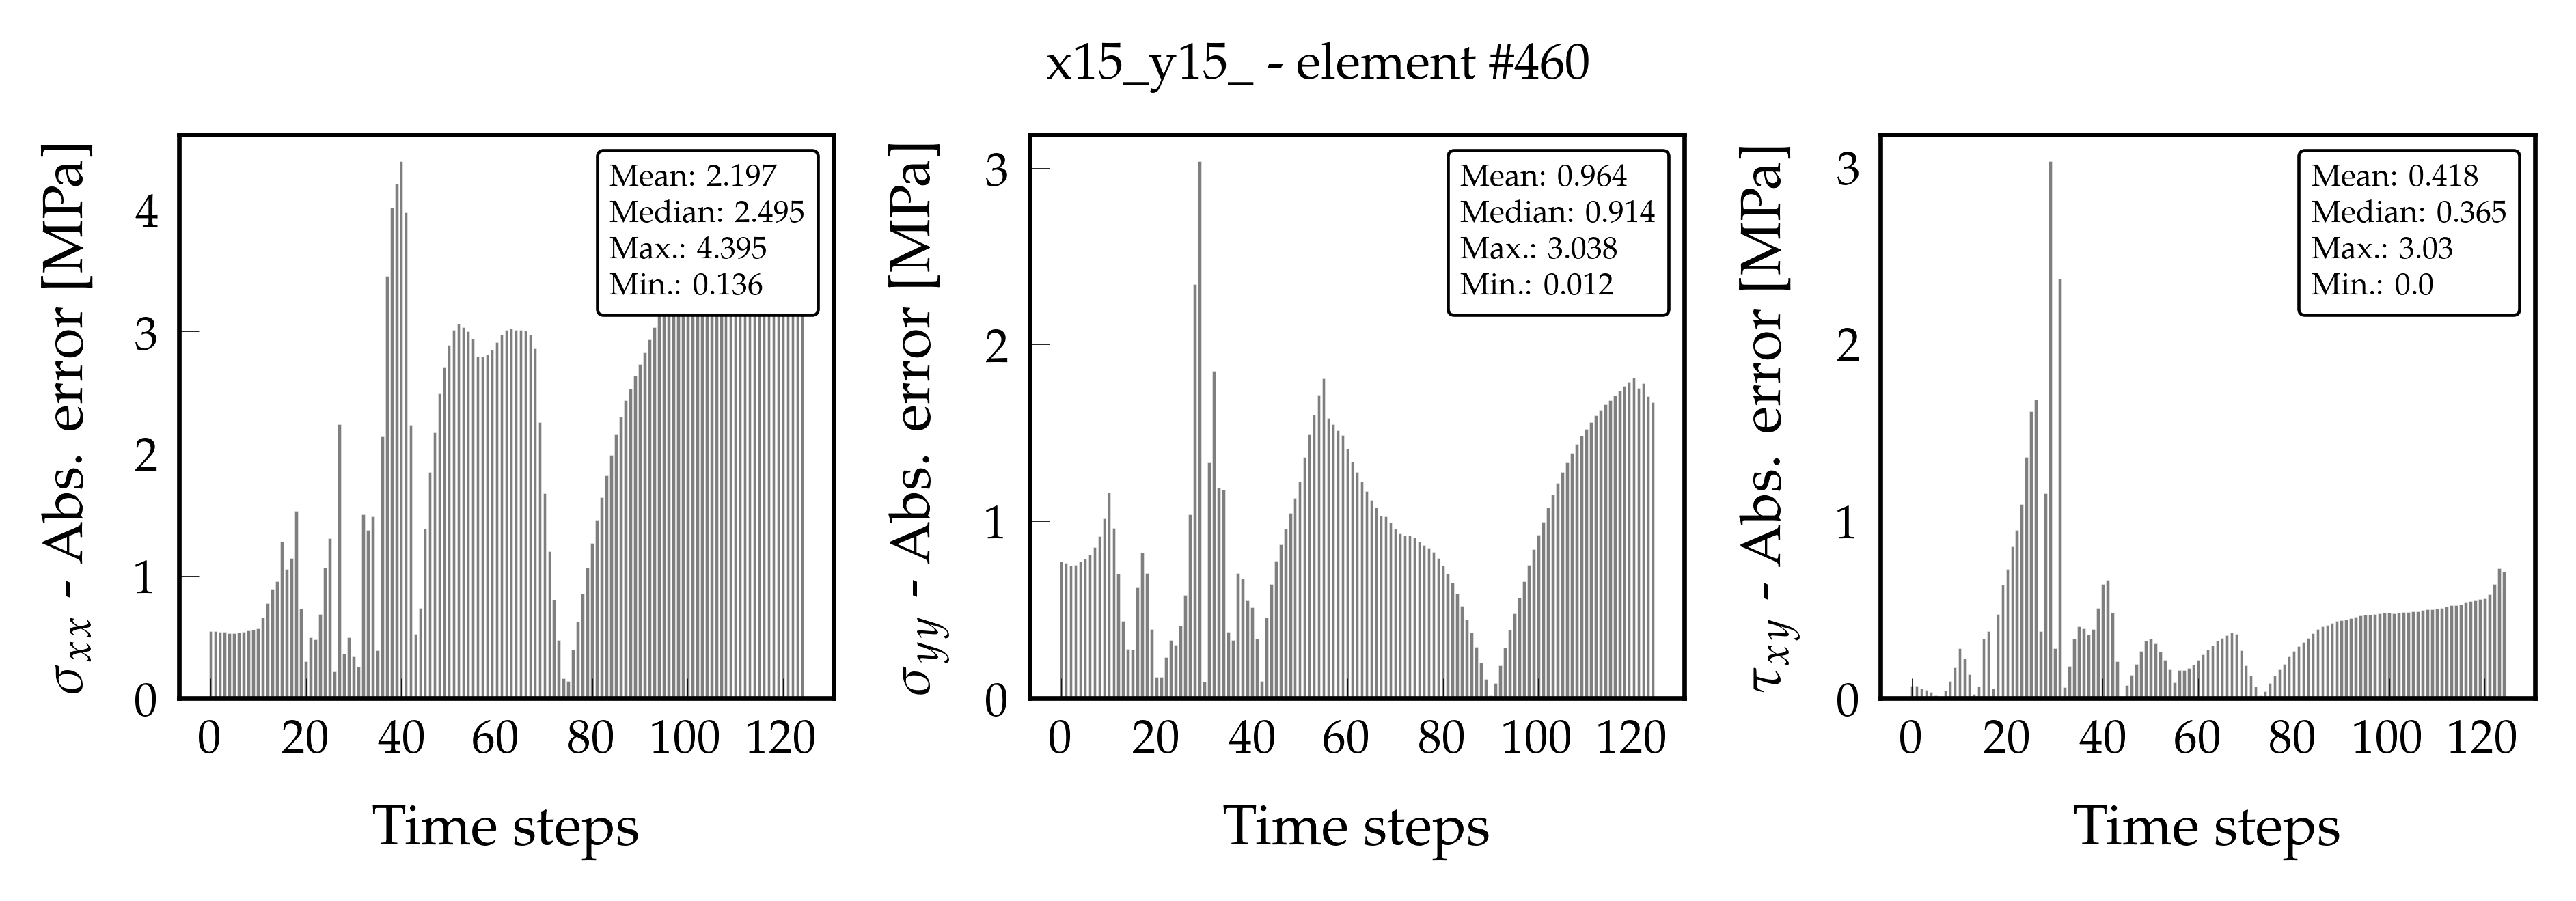 x15_y15_ - element #460
σxx - Abs. error [MPa]
4
3
2
1
0
Mean: 2.197
Median: 2.495
Max.: 4.395
Min.: 0.136
0 20 40 60 80 100 120
Time steps
σyy - Abs. error [MPa]
3
2
1
0
Mean: 0.964
Median: 0.914
Max.: 3.038
Min.: 0.012
0 20 40 60 80 100 120
Time steps
τxy - Abs. error [MPa]
3
2
1
0
Mean: 0.418
Median: 0.365
Max.: 3.03
Min.: 0.0
0 20 40 60 80 100 120
Time steps